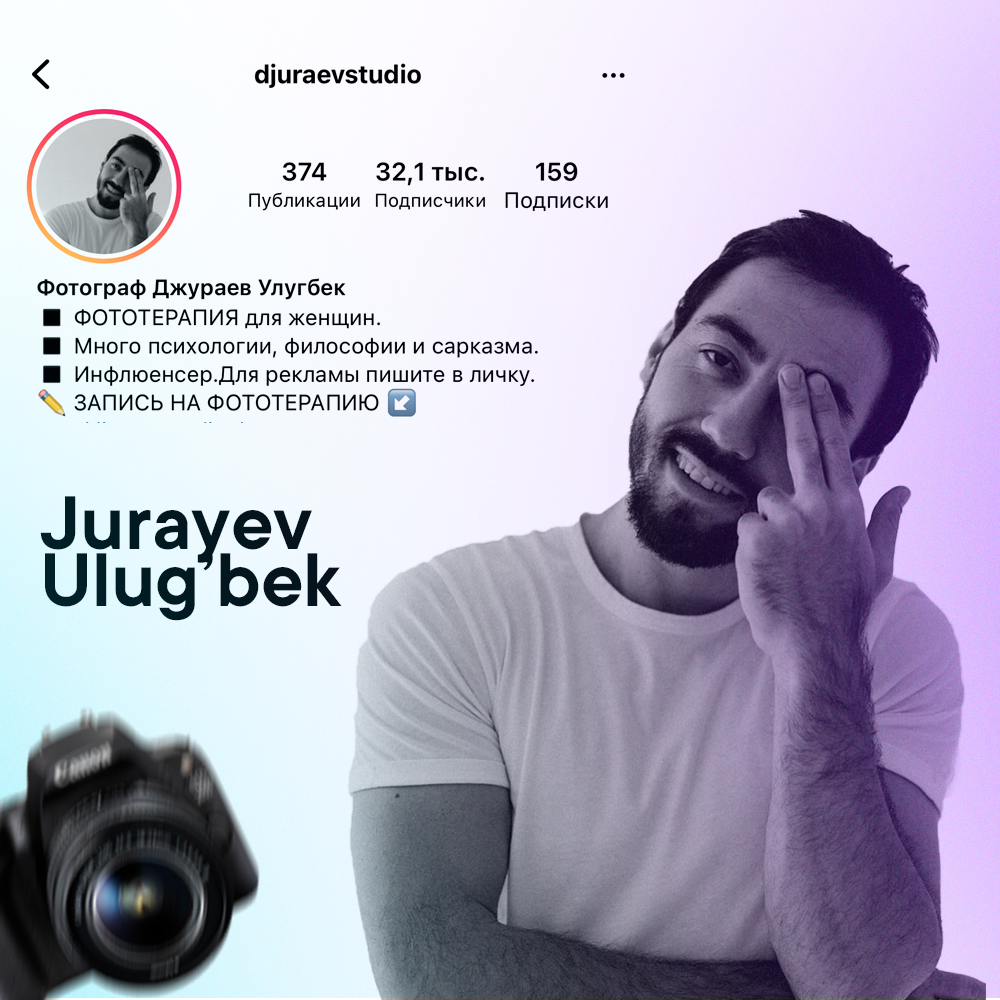 djuraevstudio
374 32,1 тыс. 159
Публикации Подписчики Подписки
Фотограф Джураев Улугбек
ФОТОТЕРАПИЯ для женщин.
Много психологии, философии и сарказма.
Инфлюенсер.Для рекламы пишите в личку.
ЗАПИСЬ НА ФОТОТЕРАПИЮ
Jurayev
Ulug’bek
Canon